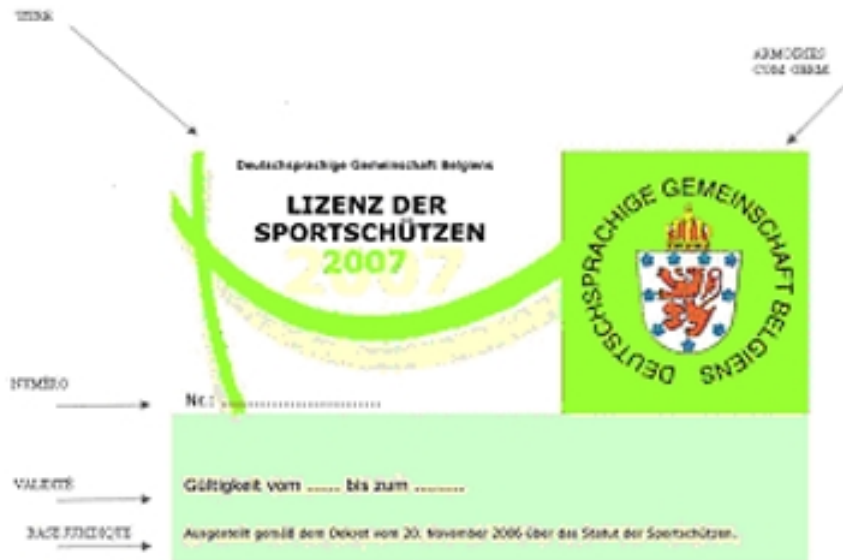 TITRE
ARMOIRIES
COM GERM
Deutschsprachige Gemeinschaft Belgiens
LIZENZ DER
SPORTSCHÜTZEN
2007
DEUTSCHSPRACHIGE GEMEINSCHAFT BELGIENS
NUMÉRO
Nr.: ............................
VALIDITÉ
Gültigkeit vom ...... bis zum .........
BASE JURIDIQUE
Ausgestellt gemäß dem Dekret vom 20. November 2006 über das Statut der Sportschützen.